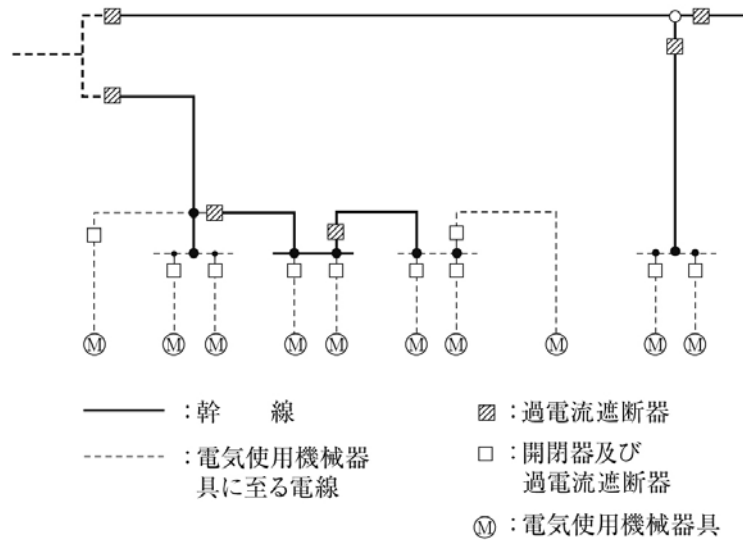 Ⓜ Ⓜ Ⓜ Ⓜ Ⓜ Ⓜ Ⓜ Ⓜ Ⓜ Ⓜ
：幹　線
：電気使用機械器
具に至る電線
：過電流遮断器
：開閉器及び
過電流遮断器
Ⓜ：電気使用機械器具